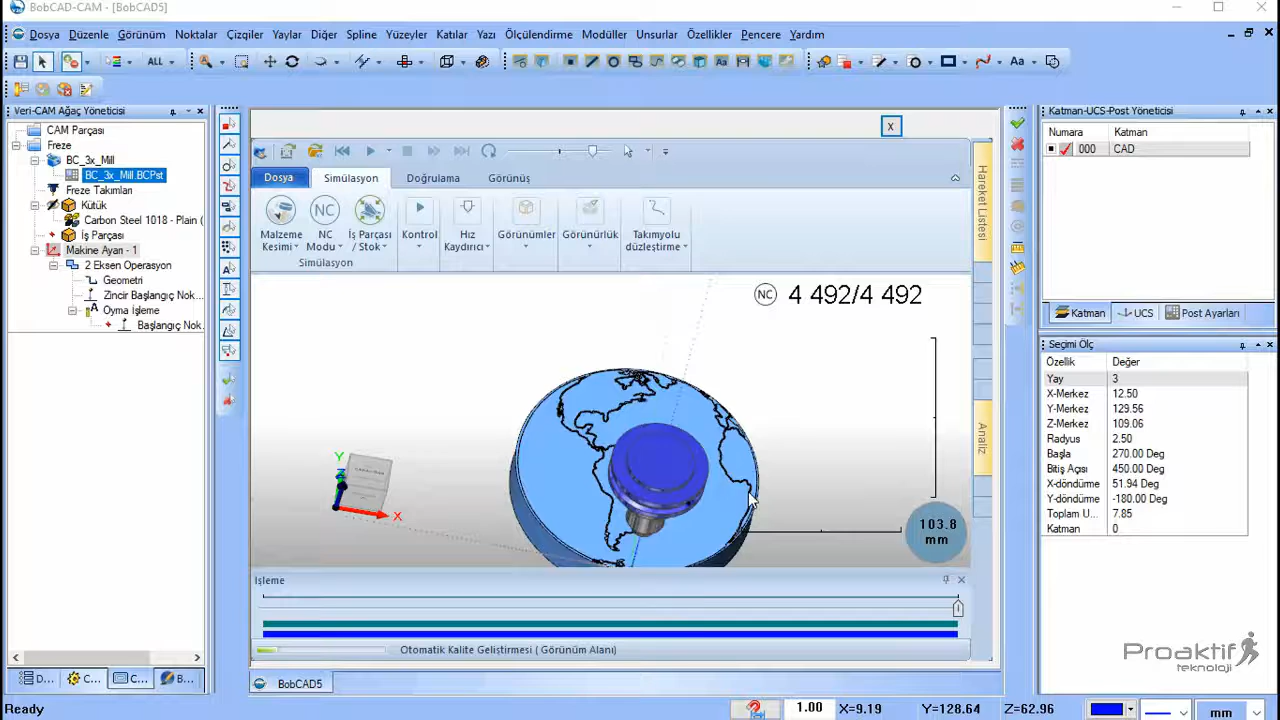 BobCAD-CAM - [BobCAD5]
Dosya Düzenle Görünüm Noktalar Çizgiler Yaylar Diğer Spline Yüzeyler Katılar Yazı Ölçülendirme Modüller Unsurlar Özellikler Pencere Yardım
ALL
Aa
Aa
Veri-CAM Ağaç Yöneticisi
CAM Parçası
Freze
BC_3x_Mill
BC_3x_Mill.BCPst
Freze Takımları
Kütük
Carbon Steel 1018 - Plain (
İş Parçası
Makine Ayarı - 1
2 Eksen Operasyon
Geometri
Zincir Başlangıç Nok...
Oyma İşleme
Başlangıç Nok
D...
C...
C...
B...
X
Dosya Simülasyon Doğrulama Görünüş
Malzeme Kesimi
NC
NC Modu
İş Parçası / Stok
Kontrol
Hız Kaydırıcı
Görünümler
Görünürlük
Takımyolu düzleştirme
Simülasyon
NC 4 492/4 492
Y
Z
X
103.8
mm
Hareket Listesi
Analiz
İşleme
Otomatik Kalite Geliştirmesi ( Görünüm Alanı)
BobCAD5
Katman-UCS-Post Yöneticisi
Numara Katman
000 CAD
Katman UCS Post Ayarları
Seçimi Ölç
Özellik Değer
Yay 3
X-Merkez 12.50
Y-Merkez 129.56
Z-Merkez 109.06
Radyus 2.50
Başla 270.00 Deg
Bitiş Açısı 450.00 Deg
X-döndürme 51.94 Deg
Y-döndürme -180.00 Deg
Toplam U... 7.85
Katman 0
Proaktif
teknoloji
Ready 1.00 X=9.19 Y=128.64 Z=62.96 mm